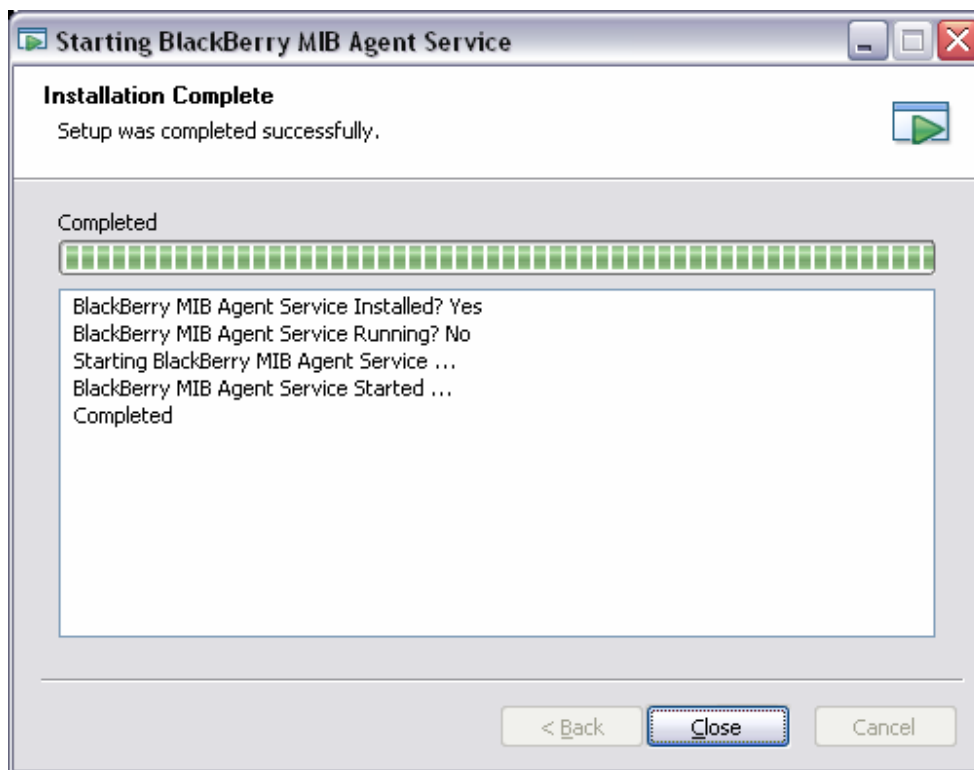 Starting BlackBerry MIB Agent Service
Installation Complete
Setup was completed successfully.
Completed
BlackBerry MIB Agent Service Installed? Yes
BlackBerry MIB Agent Service Running? No
Starting BlackBerry MIB Agent Service ...
BlackBerry MIB Agent Service Started ...
Completed
< Back
Close
Cancel